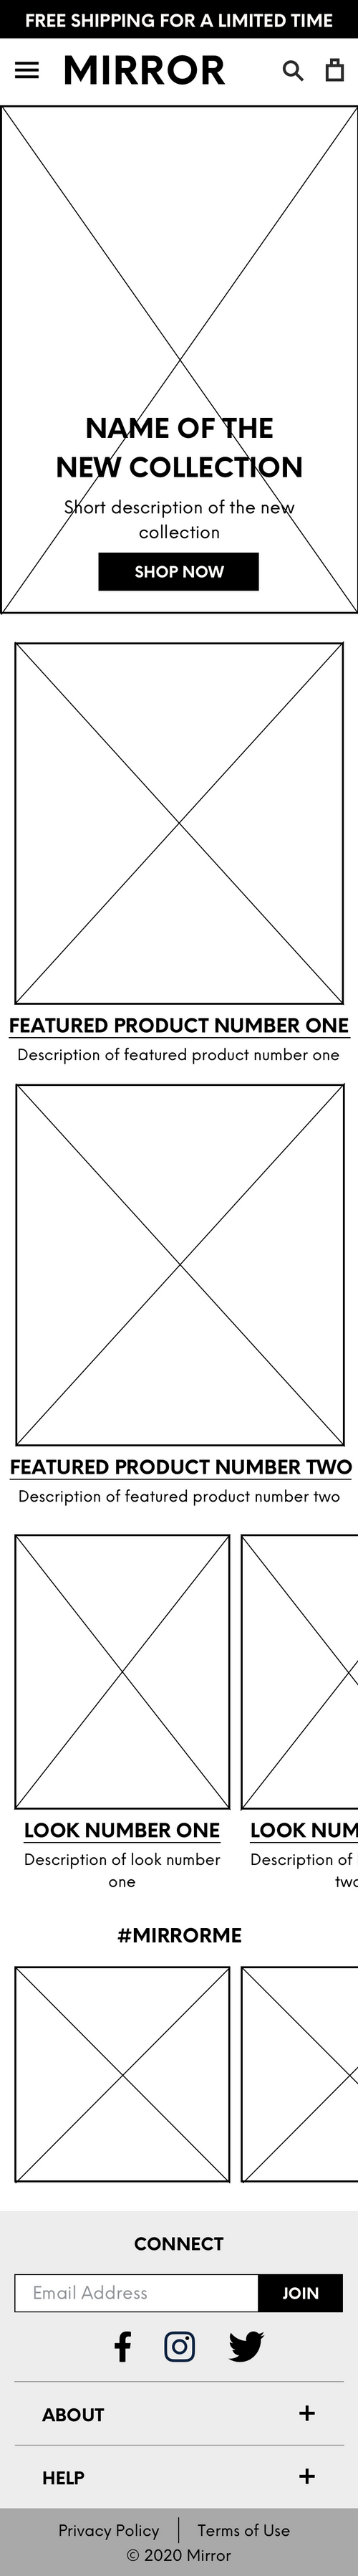 FREE SHIPPING FOR A LIMITED TIME
MIRROR
NAME OF THE
NEW COLLECTION
Short description of the new
collection
SHOP NOW
FEATURED PRODUCT NUMBER ONE
Description of featured product number one
FEATURED PRODUCT NUMBER TWO
Description of featured product number two
LOOK NUMBER ONE
Description of look number
one
LOOK NUM
Description of
two
#MIRRORME
CONNECT
Email Address
JOIN
ABOUT
HELP
Privacy Policy
Terms of Use
© 2020 Mirror